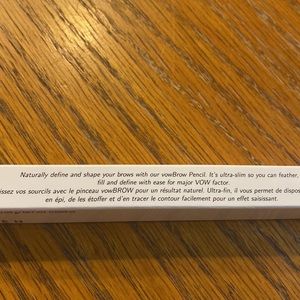 Naturally define and shape your brows with our vowBrow Pencil. It's ultra-slim so you can feather,
fill and define with ease for major VOW factor.
issez vos sourcils avec le pinceau vowBROW pour un résultat naturel. Ultra-fin, il vous permet de dispos
en épi, de les étoffer et d'en tracer le contour facilement pour un effet saisissant.